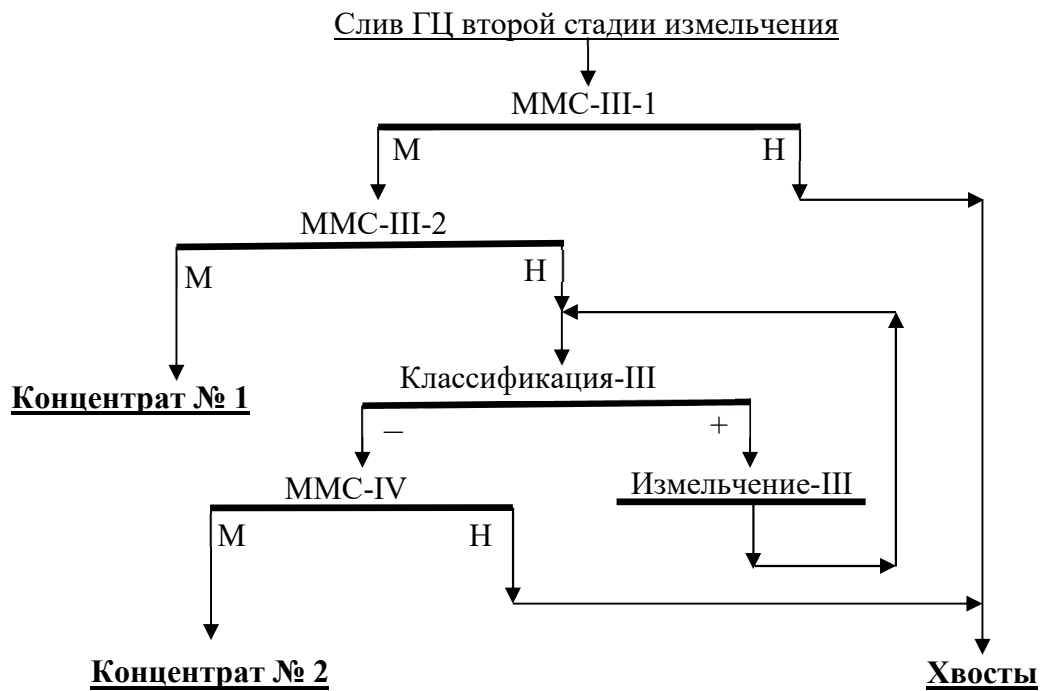 Слив ГЦ второй стадии измельчения
ММС-III-1
М Н
ММС-III-2
М Н
Классификация-III
Концентрат № 1
– +
ММС-IV Измельчение-III
М Н
Концентрат № 2 Хвосты